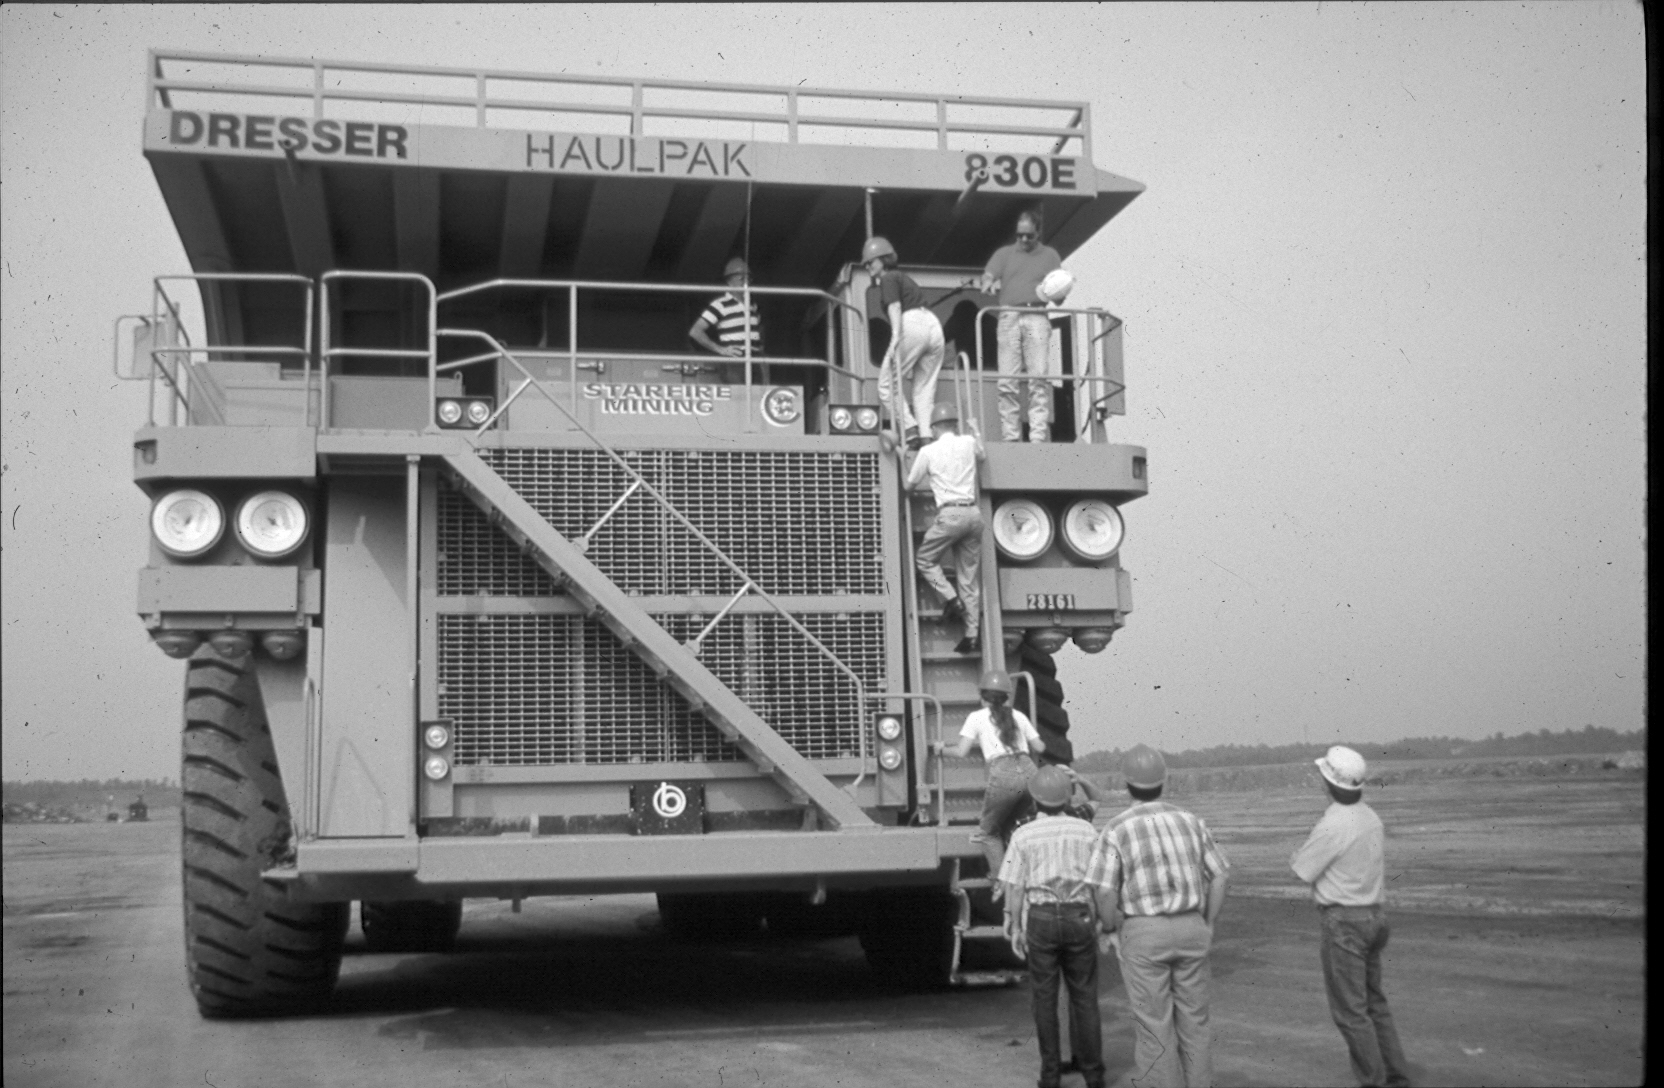 DRESSER HAULPAK 830E
STARFIRE
MINING
28161
b